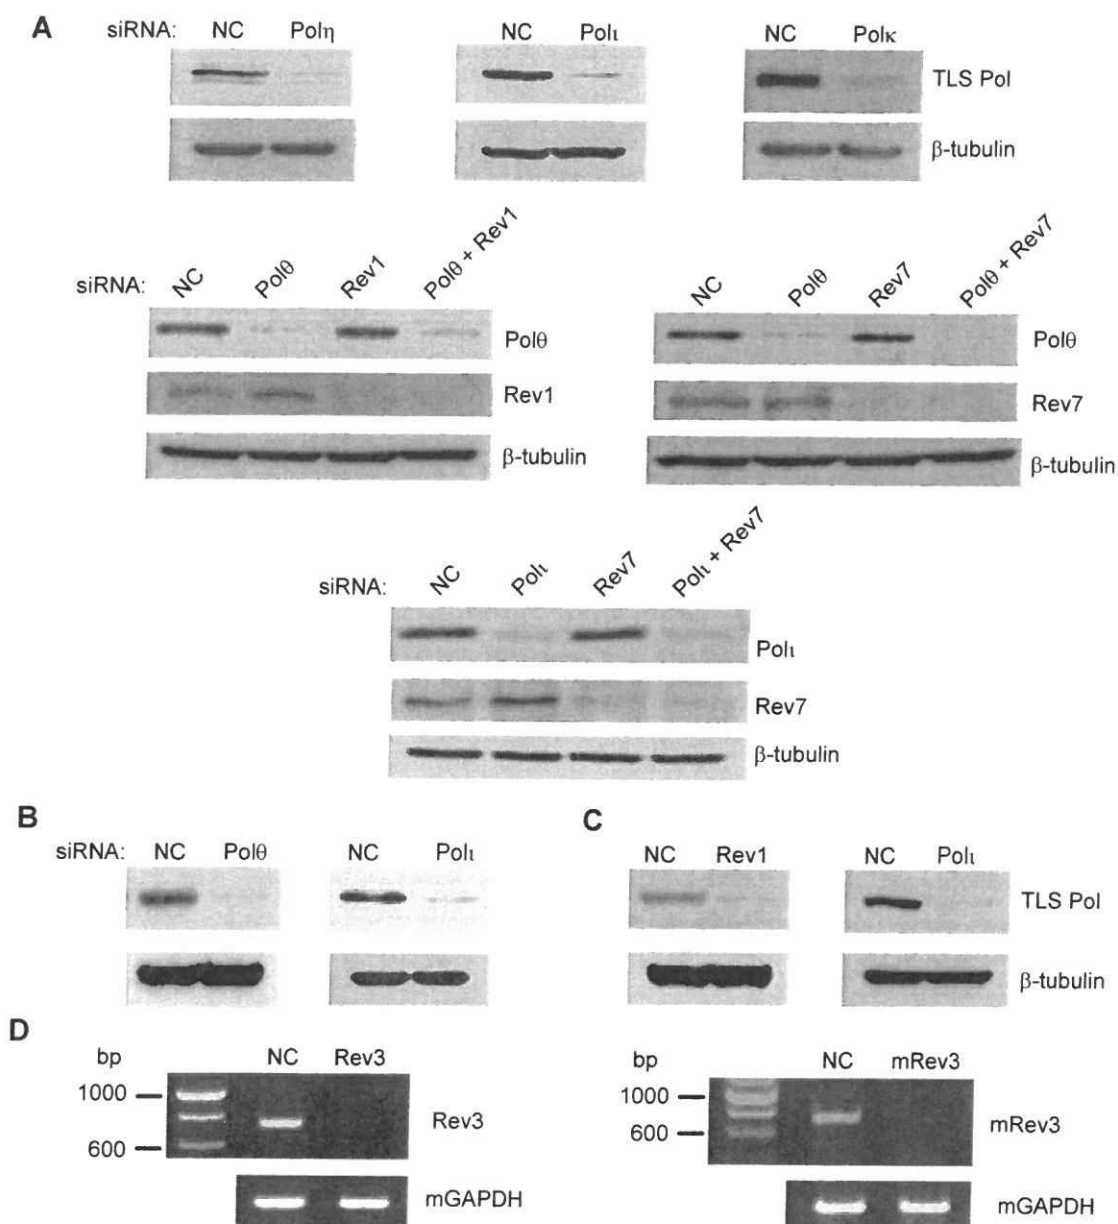 A
siRNA: NC Polη NC Polι NC Polκ
TLS Pol
β-tubulin
siRNA: NC Polθ Rev1 Polθ + Rev1
Polθ
Rev1
β-tubulin
NC Polθ Rev7 Polθ + Rev7
Polθ
Rev7
β-tubulin
siRNA: NC Polι Rev7 Polι + Rev7
Polι
Rev7
β-tubulin
B
siRNA: NC Polθ NC Polι
C
NC Rev1 NC Polι
TLS Pol
β-tubulin
D
bp NC Rev3
1000
600
Rev3
mGAPDH
bp NC mRev3
1000
600
mRev3
mGAPDH